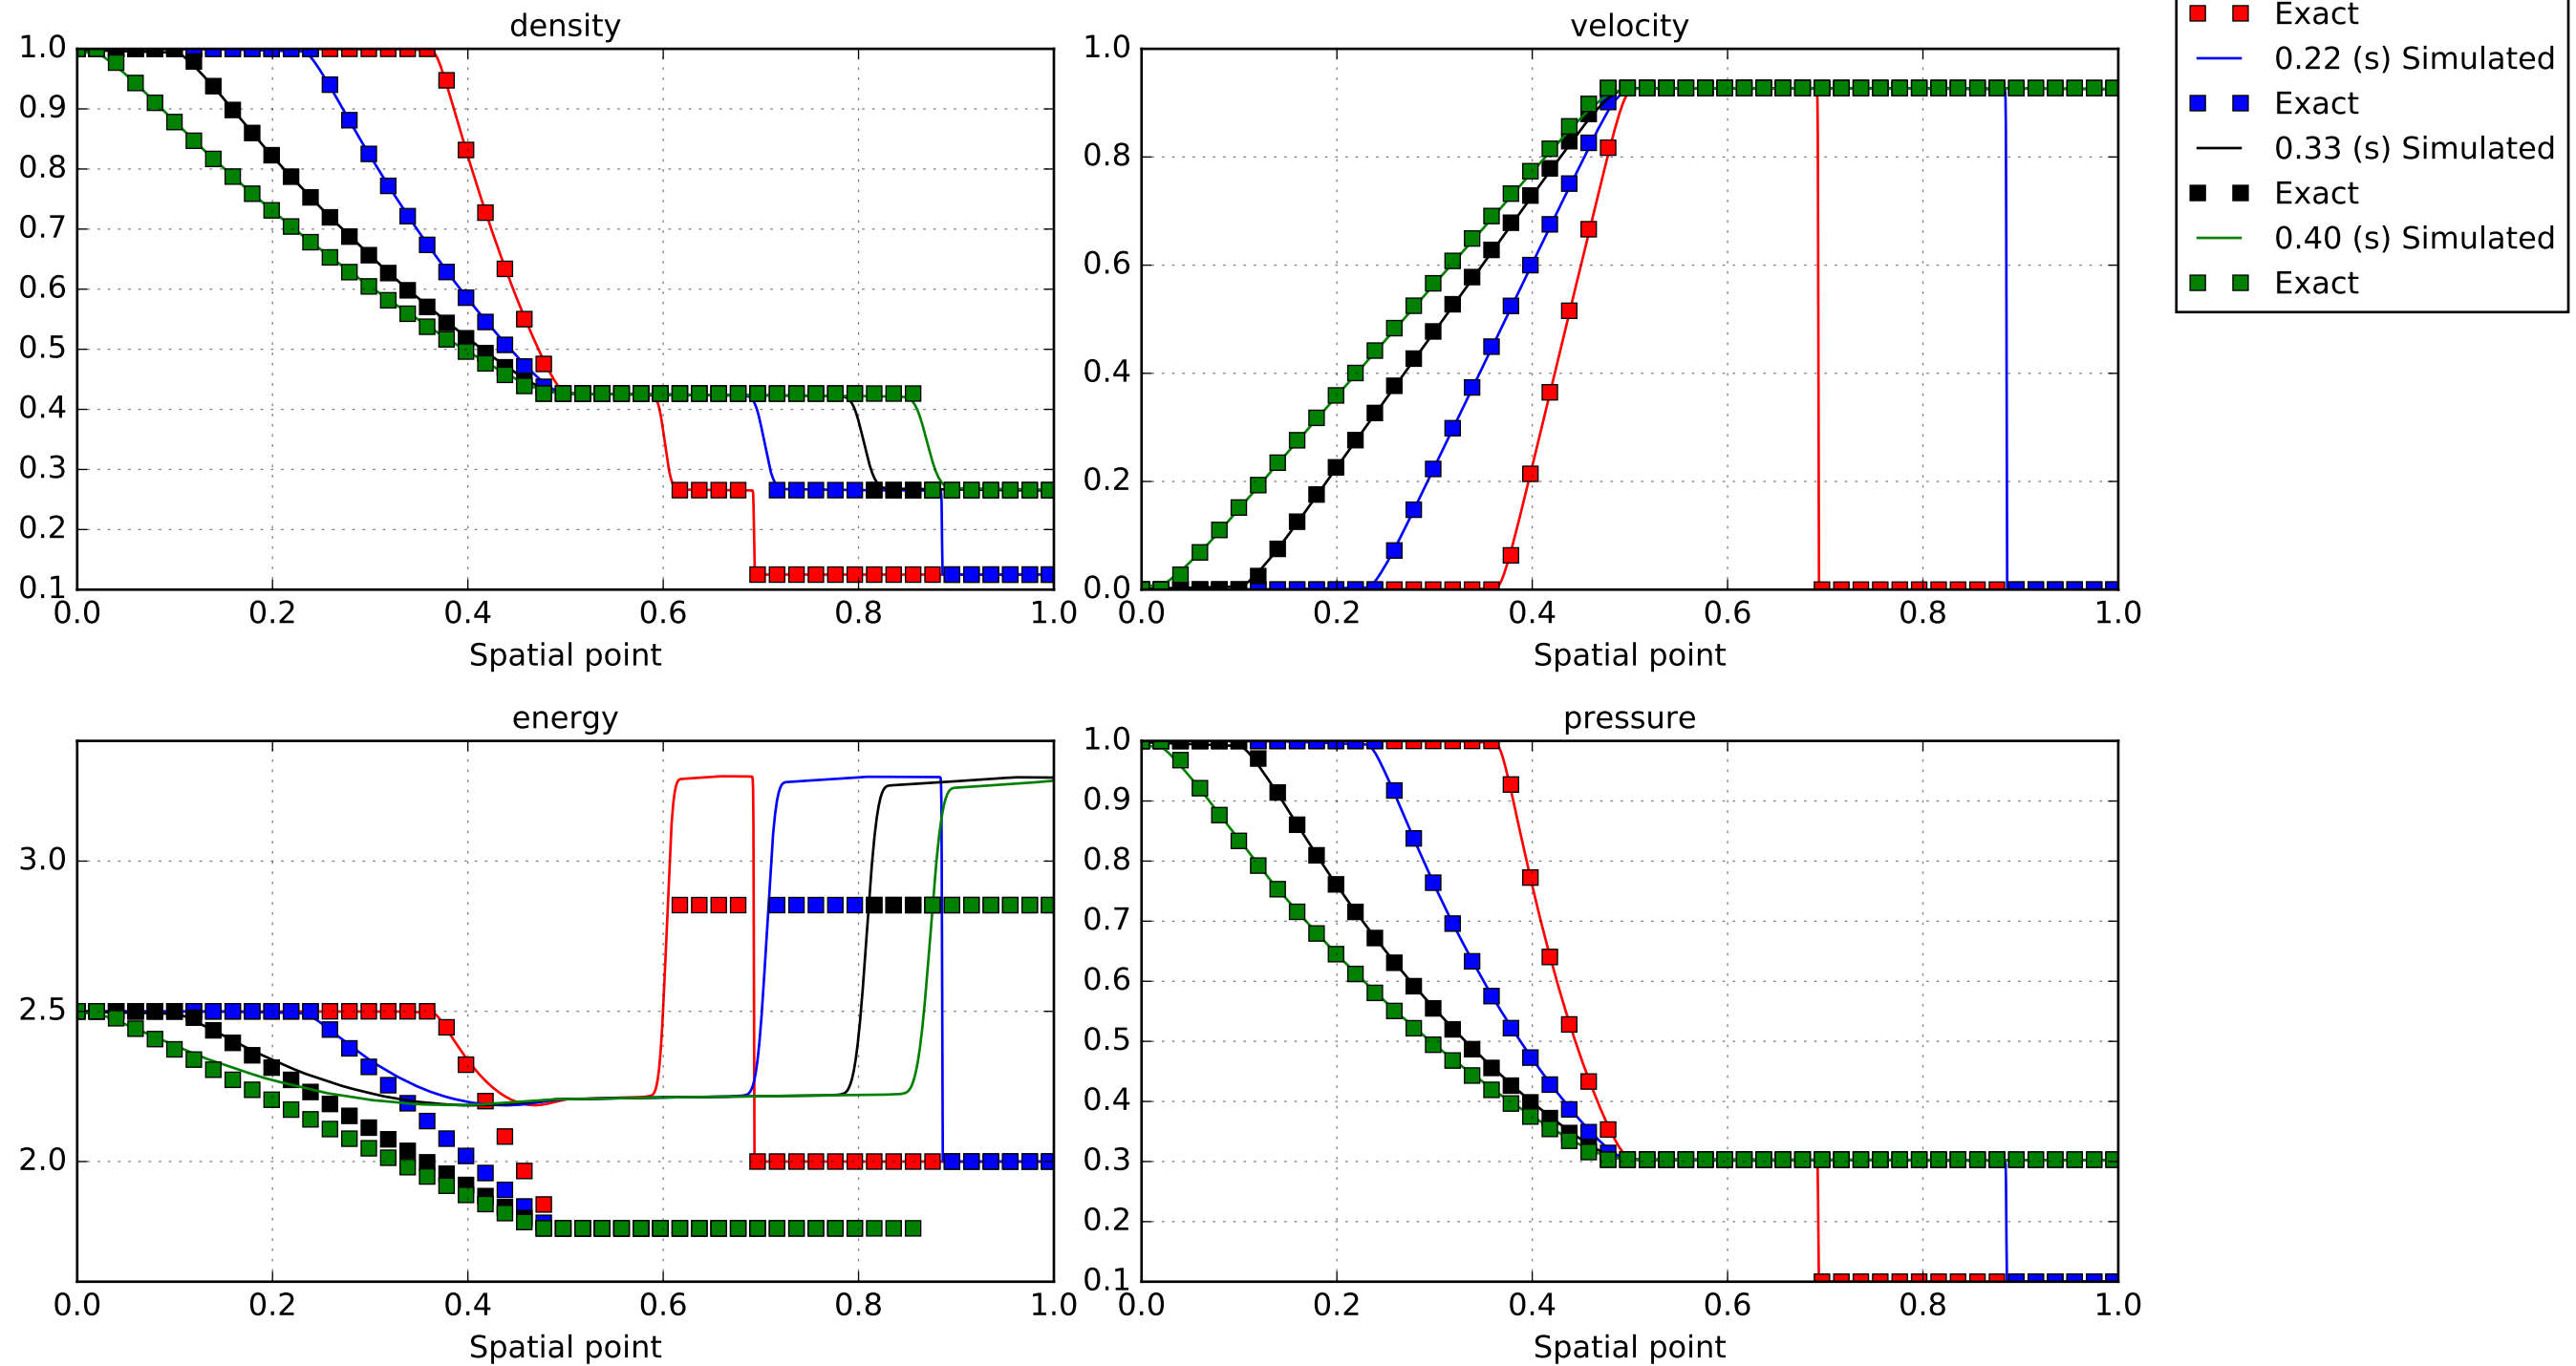 density
1.0
0.9
0.8
0.7
0.6
0.5
0.4
0.3
0.2
0.1
0.0 0.2 0.4 0.6 0.8 1.0
Spatial point
velocity
1.0
0.8
0.6
0.4
0.2
0.0
0.0 0.2 0.4 0.6 0.8 1.0
Spatial point
Exact
0.22 (s) Simulated
Exact
0.33 (s) Simulated
Exact
0.40 (s) Simulated
Exact
energy
3.0
2.5
2.0
0.0 0.2 0.4 0.6 0.8 1.0
Spatial point
pressure
1.0
0.9
0.8
0.7
0.6
0.5
0.4
0.3
0.2
0.1
0.0 0.2 0.4 0.6 0.8 1.0
Spatial point